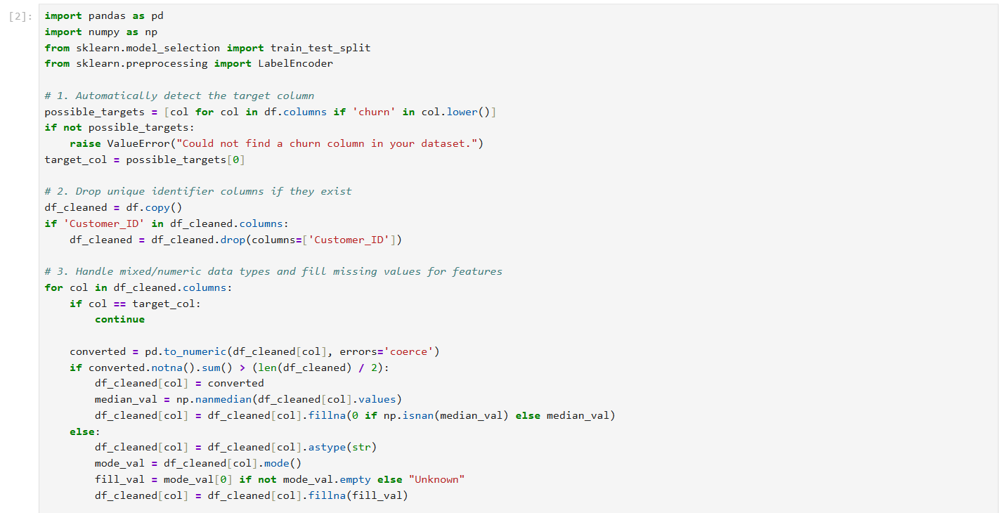 [2]:
import pandas as pd
import numpy as np
from sklearn.model_selection import train_test_split
from sklearn.preprocessing import LabelEncoder

# 1. Automatically detect the target column
possible_targets = [col for col in df.columns if 'churn' in col.lower()]
if not possible_targets:
    raise ValueError("Could not find a churn column in your dataset.")
target_col = possible_targets[0]

# 2. Drop unique identifier columns if they exist
df_cleaned = df.copy()
if 'Customer_ID' in df_cleaned.columns:
    df_cleaned = df_cleaned.drop(columns=['Customer_ID'])

# 3. Handle mixed/numeric data types and fill missing values for features
for col in df_cleaned.columns:
    if col == target_col:
        continue

    converted = pd.to_numeric(df_cleaned[col], errors='coerce')
    if converted.notna().sum() > (len(df_cleaned) / 2):
        df_cleaned[col] = converted
        median_val = np.nanmedian(df_cleaned[col].values)
        df_cleaned[col] = df_cleaned[col].fillna(0 if np.isnan(median_val) else median_val)
    else:
        df_cleaned[col] = df_cleaned[col].astype(str)
        mode_val = df_cleaned[col].mode()
        fill_val = mode_val[0] if not mode_val.empty else "Unknown"
        df_cleaned[col] = df_cleaned[col].fillna(fill_val)